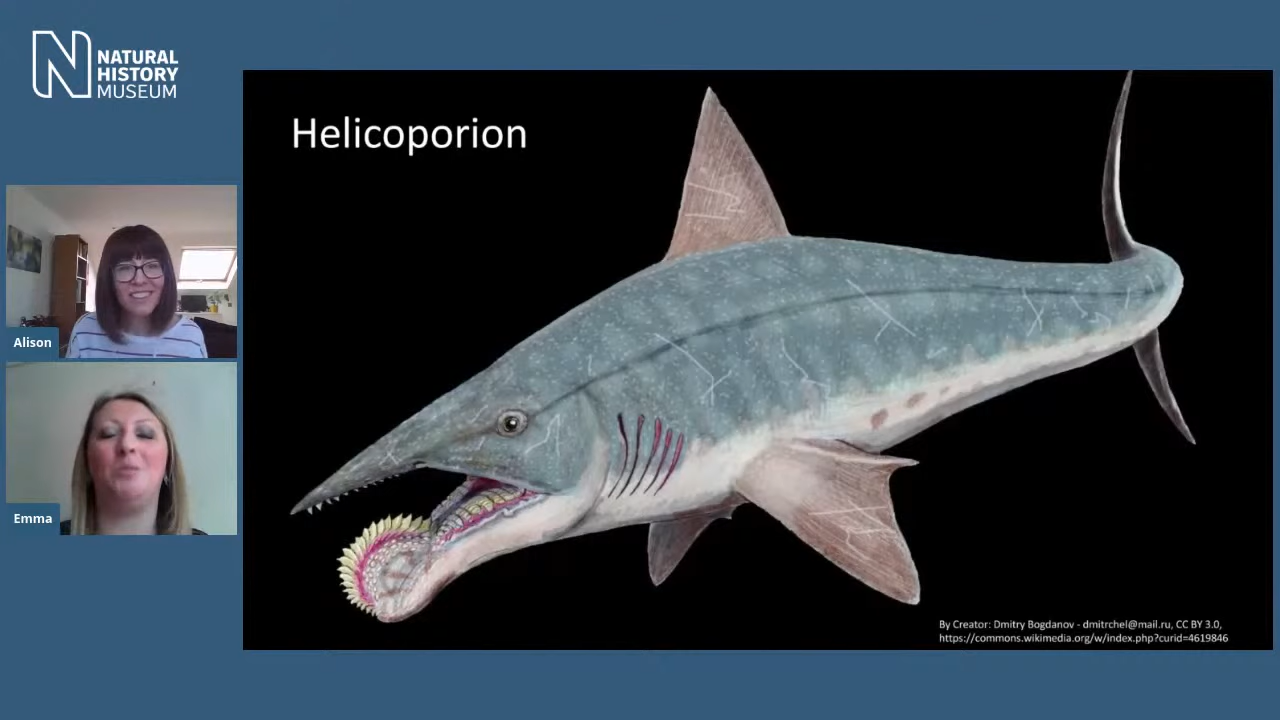 NATURAL
HISTORY
MUSEUM
Helicoporion
Alison
Emma
By Creator: Dmitry Bogdanov - dmitrchel@mail.ru, CC BY 3.0,
https://commons.wikimedia.org/w/index.php?curid=4619846